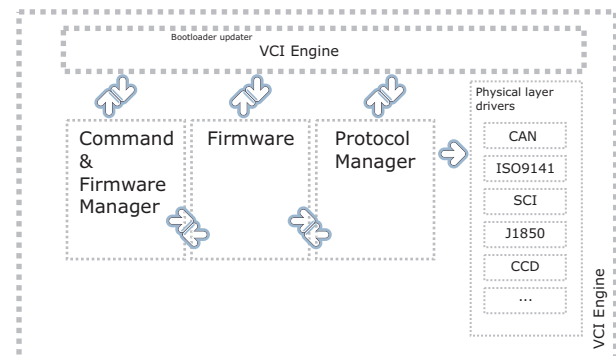 Bootloader updater
VCI Engine
Command
&
Firmware
Manager
Firmware
Protocol
Manager
Physical layer
drivers
CAN
ISO9141
SCI
J1850
CCD
...
VCI Engine